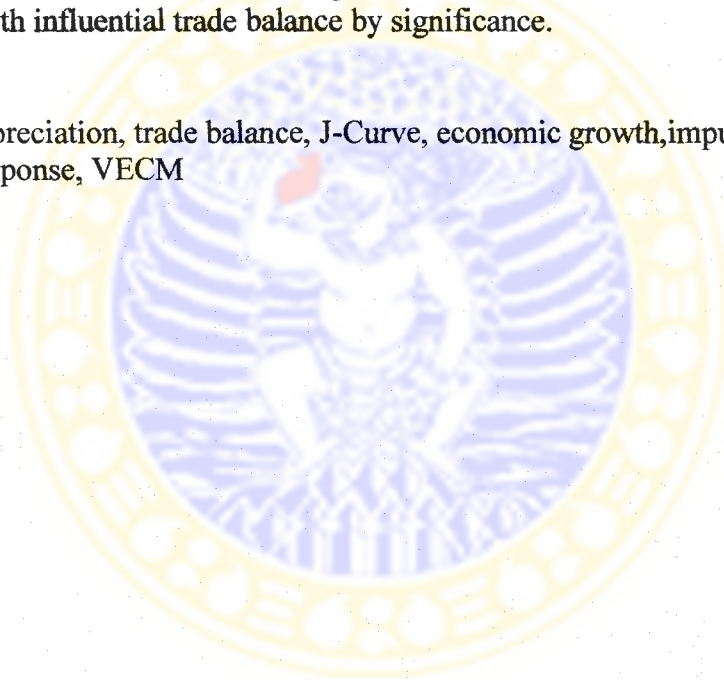 th influential trade balance by significance.
preciation, trade balance, J-Curve, economic growth,impu
ponse, VECM